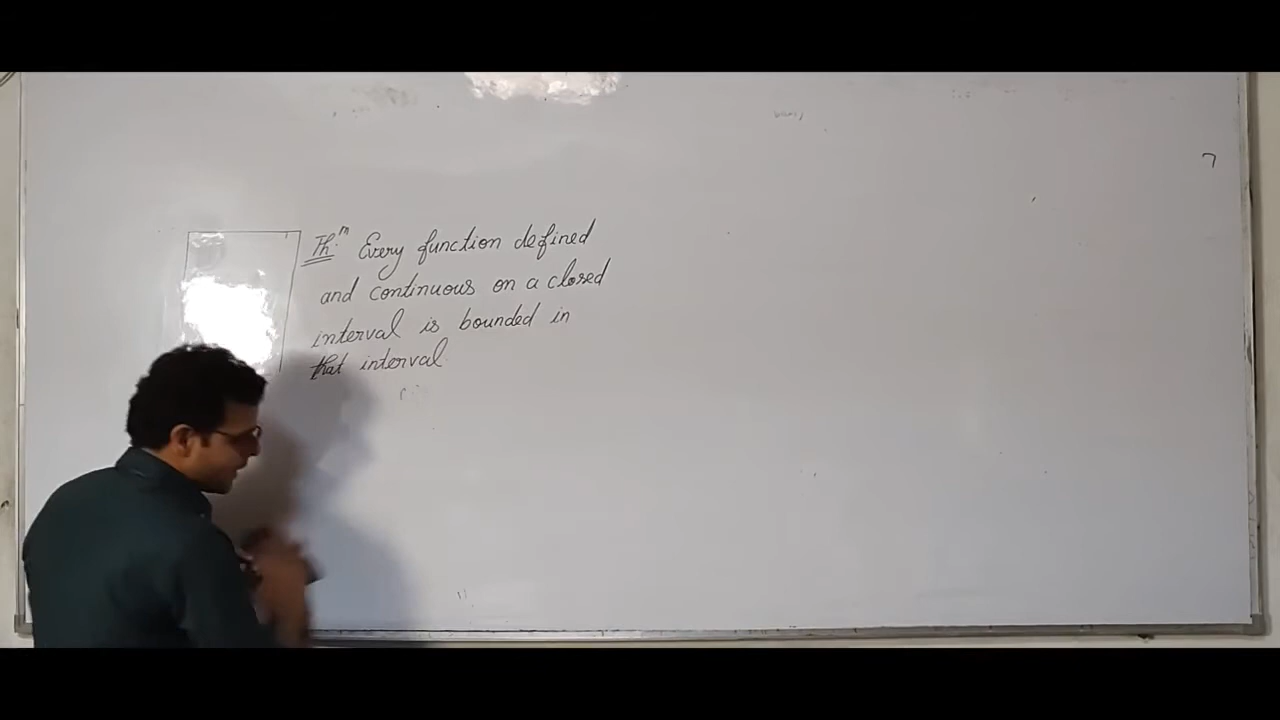 Th:ᵐ Every function defined
and continuous on a closed
interval is bounded in
that interval.